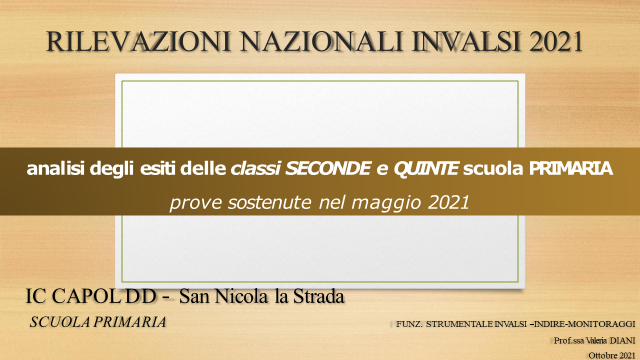 RILEVAZIONI NAZIONALI INVALSI 2021
analisi degli esiti delle classi SECONDE e QUINTE scuola PRIMARIA
prove sostenute nel maggio 2021
IC CAPOL DD - San Nicola la Strada
SCUOLA PRIMARIA
FUNZ. STRUMENTALE INVALSI –INDIRE-MONITORAGGI
Prof.ssa Valeria DIANI
Ottobre 2021